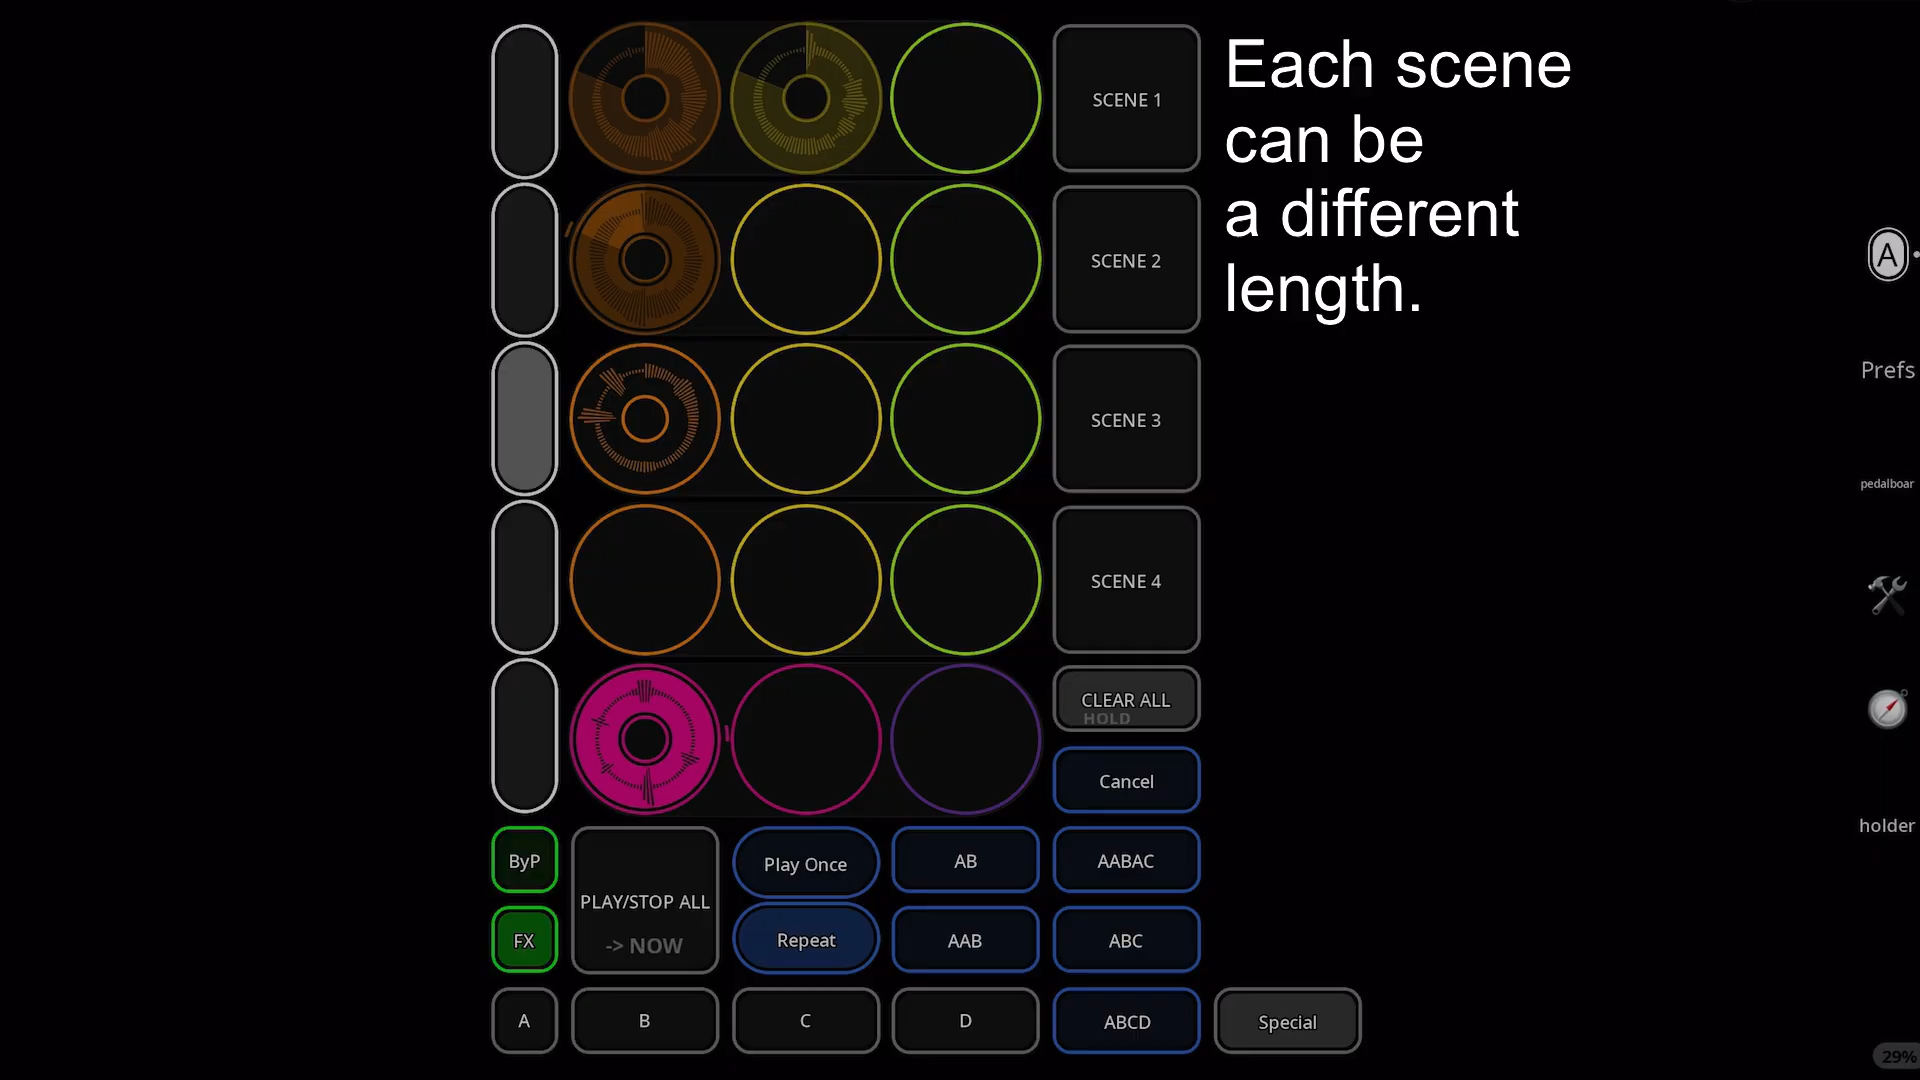 SCENE 1
Each scene
can be
a different
length.
SCENE 2
A
Prefs
SCENE 3
pedalboar
SCENE 4
CLEAR ALL
HOLD
Cancel
holder
ByP
PLAY/STOP ALL
-> NOW
Play Once
AB
AABAC
FX
Repeat
AAB
ABC
A
B
C
D
ABCD
Special
29%